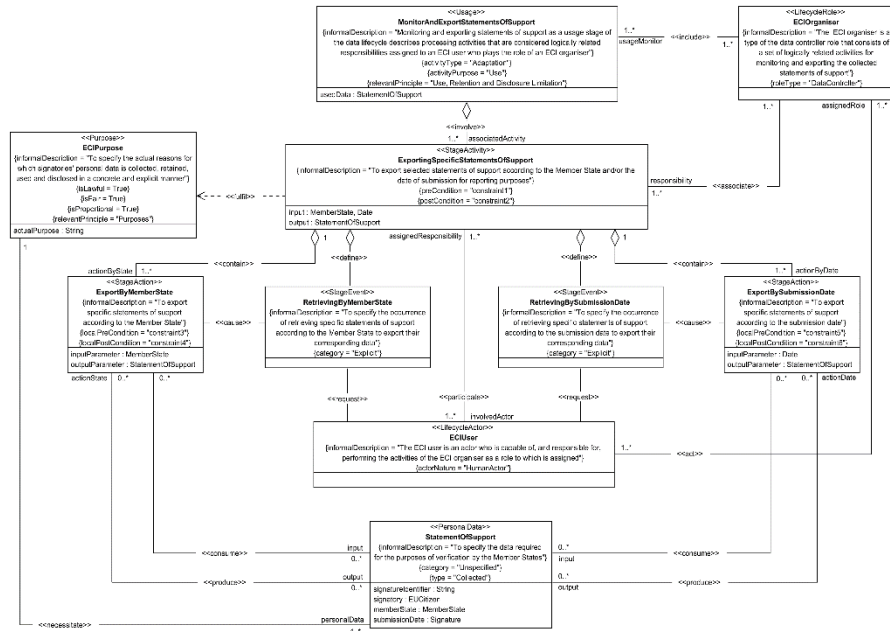 <<Usage>>
MonitorAndExportStatementsOfSupport
{informalDescription = "Monitoring and exporting statements of support as a usage stage of
the data lifecycle describes processing activities that are considered logically related
responsibilities assigned to an ECI user who plays the role of an ECI organiser"}
{activityType = "Adaptation"}
{activityPurpose = "Use"}
{relevantPrinciple = "Use, Retention and Disclosure Limitation"}
usedData : StatementOfSupport
1..*
usageMonitor
<<include>>
1..*
<<LifecycleRole>>
ECIOrganiser
{informalDescription = "The ECI organiser is a
type of the data controller role that consists of
a set of logically related activities for
monitoring and exporting the collected
statements of support"}
{roleType = "DataController"}
1..*
1..*
assignedRole
<<involve>>
1..*
associatedActivity
<<Purpose>>
ECIPurpose
{informalDescription = "To specify the actual reasons for
which signatories' personal data is collected, retained,
used and disclosed in a concrete and explicit manner"}
{isLawful = True}
{isFair = True}
{isProportional = True}
{relevantPrinciple = "Purposes"}
actualPurpose : String
1
<<fulfil>>
<<StageActivity>>
ExportingSpecificStatementsOfSupport
{informalDescription = "To export selected statements of support according to the Member State and/or the
date of submission for reporting purposes"}
{preCondition = "constraint1"}
{postCondition = "constraint2"}
input : MemberState, Date
output : StatementOfSupport
responsibility
1..*
<<associate>>
1
assignedResponsibility
1..*
1
<<contain>>
<<define>>
<<define>>
<<contain>>
actionByState
1..*
1..*
actionByDate
<<StageAction>>
ExportByMemberState
{informalDescription = "To export
specific statements of support
according to the Member State"}
{localPreCondition = "constraint3"}
{localPostCondition = "constraint4"}
inputParameter : MemberState
outputParameter : StatementOfSupport
<<cause>>
<<StageEvent>>
RetrievingByMemberState
{informalDescription = "To specify the occurrence
of retrieving specific statements of support
according to the Member State to export their
corresponding data"}
{category = "Explicit"}
<<StageEvent>>
RetrievingBySubmissionDate
{informalDescription = "To specify the occurrence
of retrieving specific statements of support
according to the submission date to export their
corresponding data"}
{category = "Explicit"}
<<cause>>
<<StageAction>>
ExportBySubmissionDate
{informalDescription = "To export
specific statements of support
according to the submission date"}
{localPreCondition = "constraint5"}
{localPostCondition = "constraint6"}
inputParameter : Date
outputParameter : StatementOfSupport
actionState
0..*
0..*
0..*
0..*
actionDate
<<request>>
<<participate>>
<<request>>
1..*
involvedActor
<<LifecycleActor>>
ECIUser
{informalDescription = "The ECI user is an actor who is capable of, and responsible for,
performing the activities of the ECI organiser as a role to which is assigned"}
{actorNature = "HumanActor"}
1..*
<<act>>
<<Personal Data>>
StatementOfSupport
{informalDescription = "To specify the data required
for the purposes of verification by the Member States"}
{category = "Unspecified"}
{type = "Collected"}
signatureIdentifier : String
signatory : EUCitizen
memberState : MemberState
submissionDate : Signature
<<consume>>
input
0..*
0..*
input
<<consume>>
<<produce>>
output
0..*
0..*
output
<<produce>>
<<necessitate>>
personalData
1..*